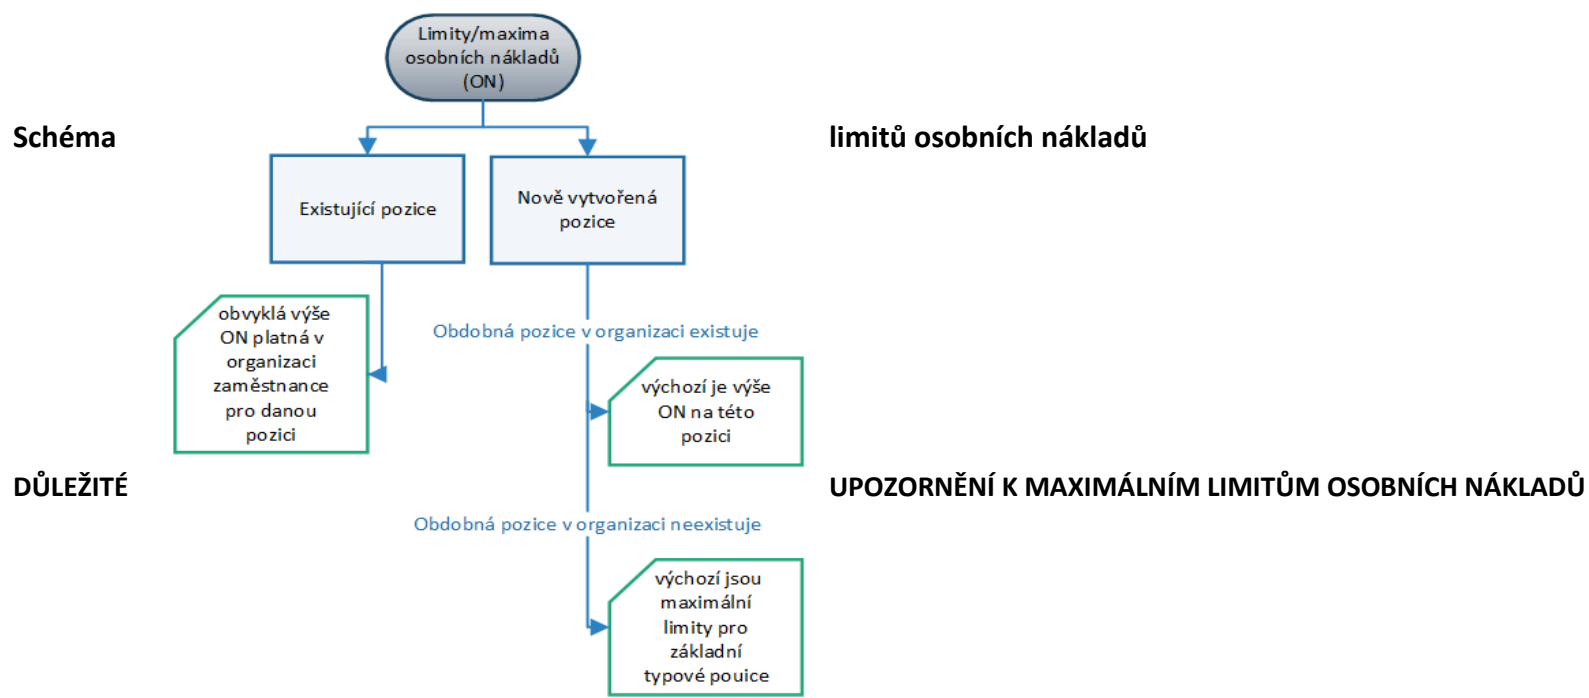 Limity/maxima
osobních nákladů
(ON)
Schéma
limitů osobních nákladů
Existující pozice
Nově vytvořená
pozice
obvyklá výše
ON platná v
organizaci
zaměstnance
pro danou
pozici
Obdobná pozice v organizaci existuje
výchozí je výše
ON na této
pozici
DŮLEŽITÉ
UPOZORNĚNÍ K MAXIMÁLNÍM LIMITŮM OSOBNÍCH NÁKLADŮ
Obdobná pozice v organizaci neexistuje
výchozí jsou
maximální
limity pro
základní
typové pouice